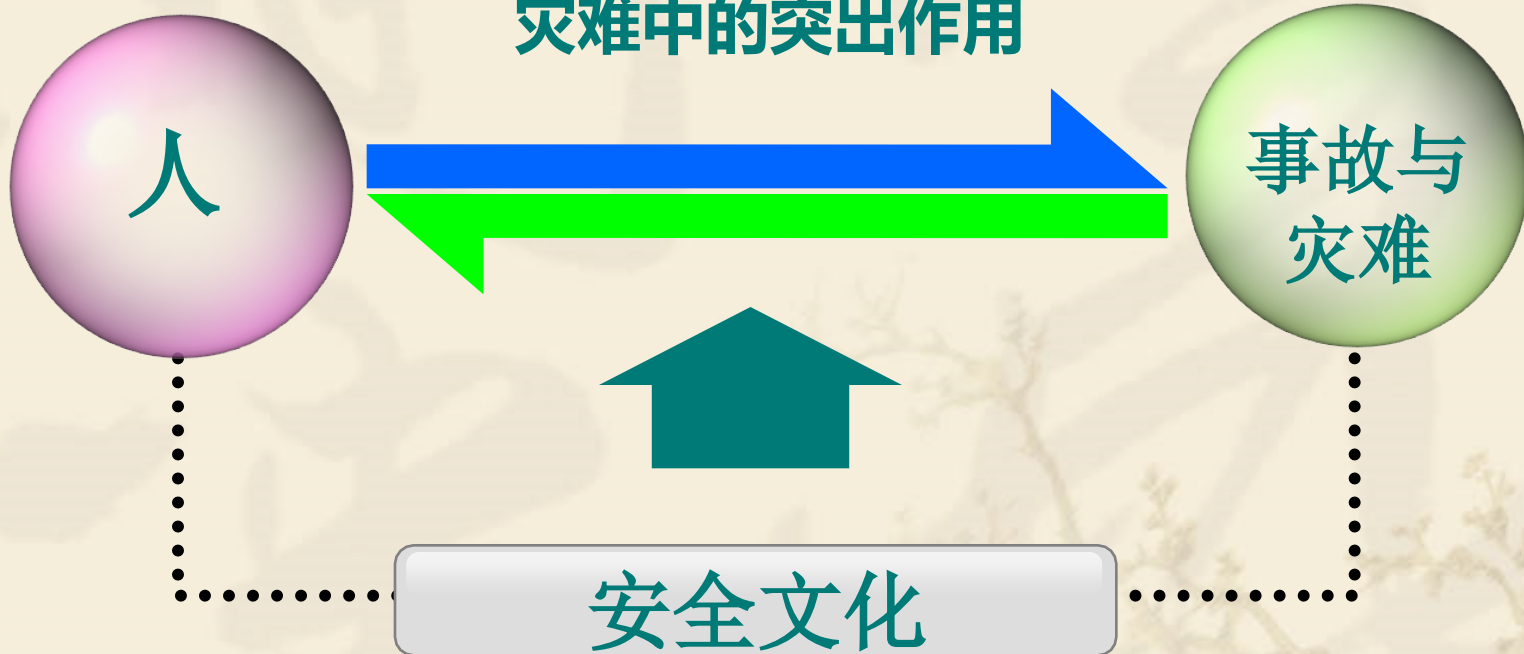 灾难中的突出作用
人
事故与
灾难
安全文化